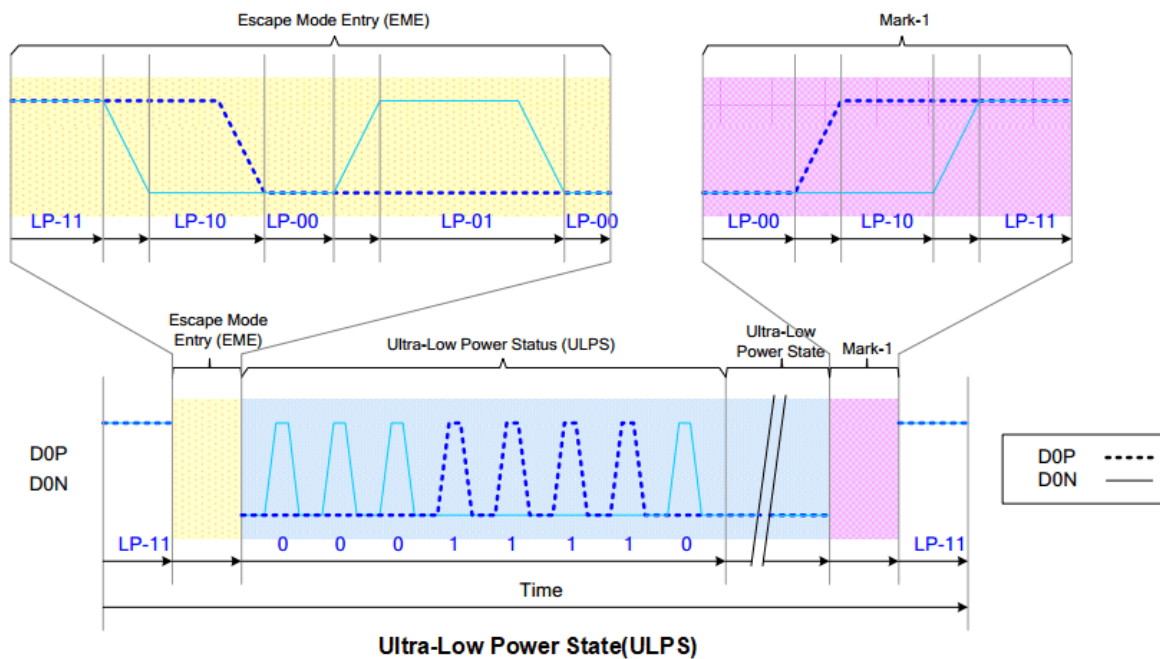 Escape Mode Entry (EME)
Mark-1
LP-11
LP-10
LP-00
LP-01
LP-00
LP-00
LP-10
LP-11
Escape Mode
Entry (EME)
Ultra-Low Power Status (ULPS)
Ultra-Low
Power State
Mark-1
D0P
D0N
D0P
D0N
LP-11
0 0 0 1 1 1 1 0
LP-11
Time
Ultra-Low Power State(ULPS)